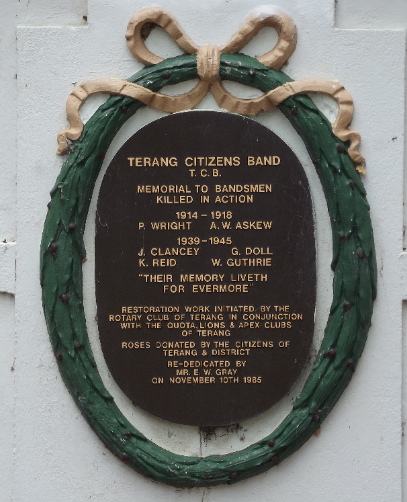 TERANG CITIZENS BAND
T. C. B.
MEMORIAL TO BANDSMEN
KILLED IN ACTION
1914 - 1918
P. WRIGHT A. W. ASKEW
1939 - 1945
J. CLANCEY G. DOLL
K. REID W. GUTHRIE
"THEIR MEMORY LIVETH
FOR EVERMORE"
RESTORATION WORK INITIATED BY THE
ROTARY CLUB OF TERANG IN CONJUNCTION
WITH THE QUOTA, LIONS & APEX CLUBS
OF TERANG
ROSES DONATED BY THE CITIZENS OF
TERANG & DISTRICT
RE-DEDICATED BY
MR. E. W. GRAY
ON NOVEMBER 10TH 1985